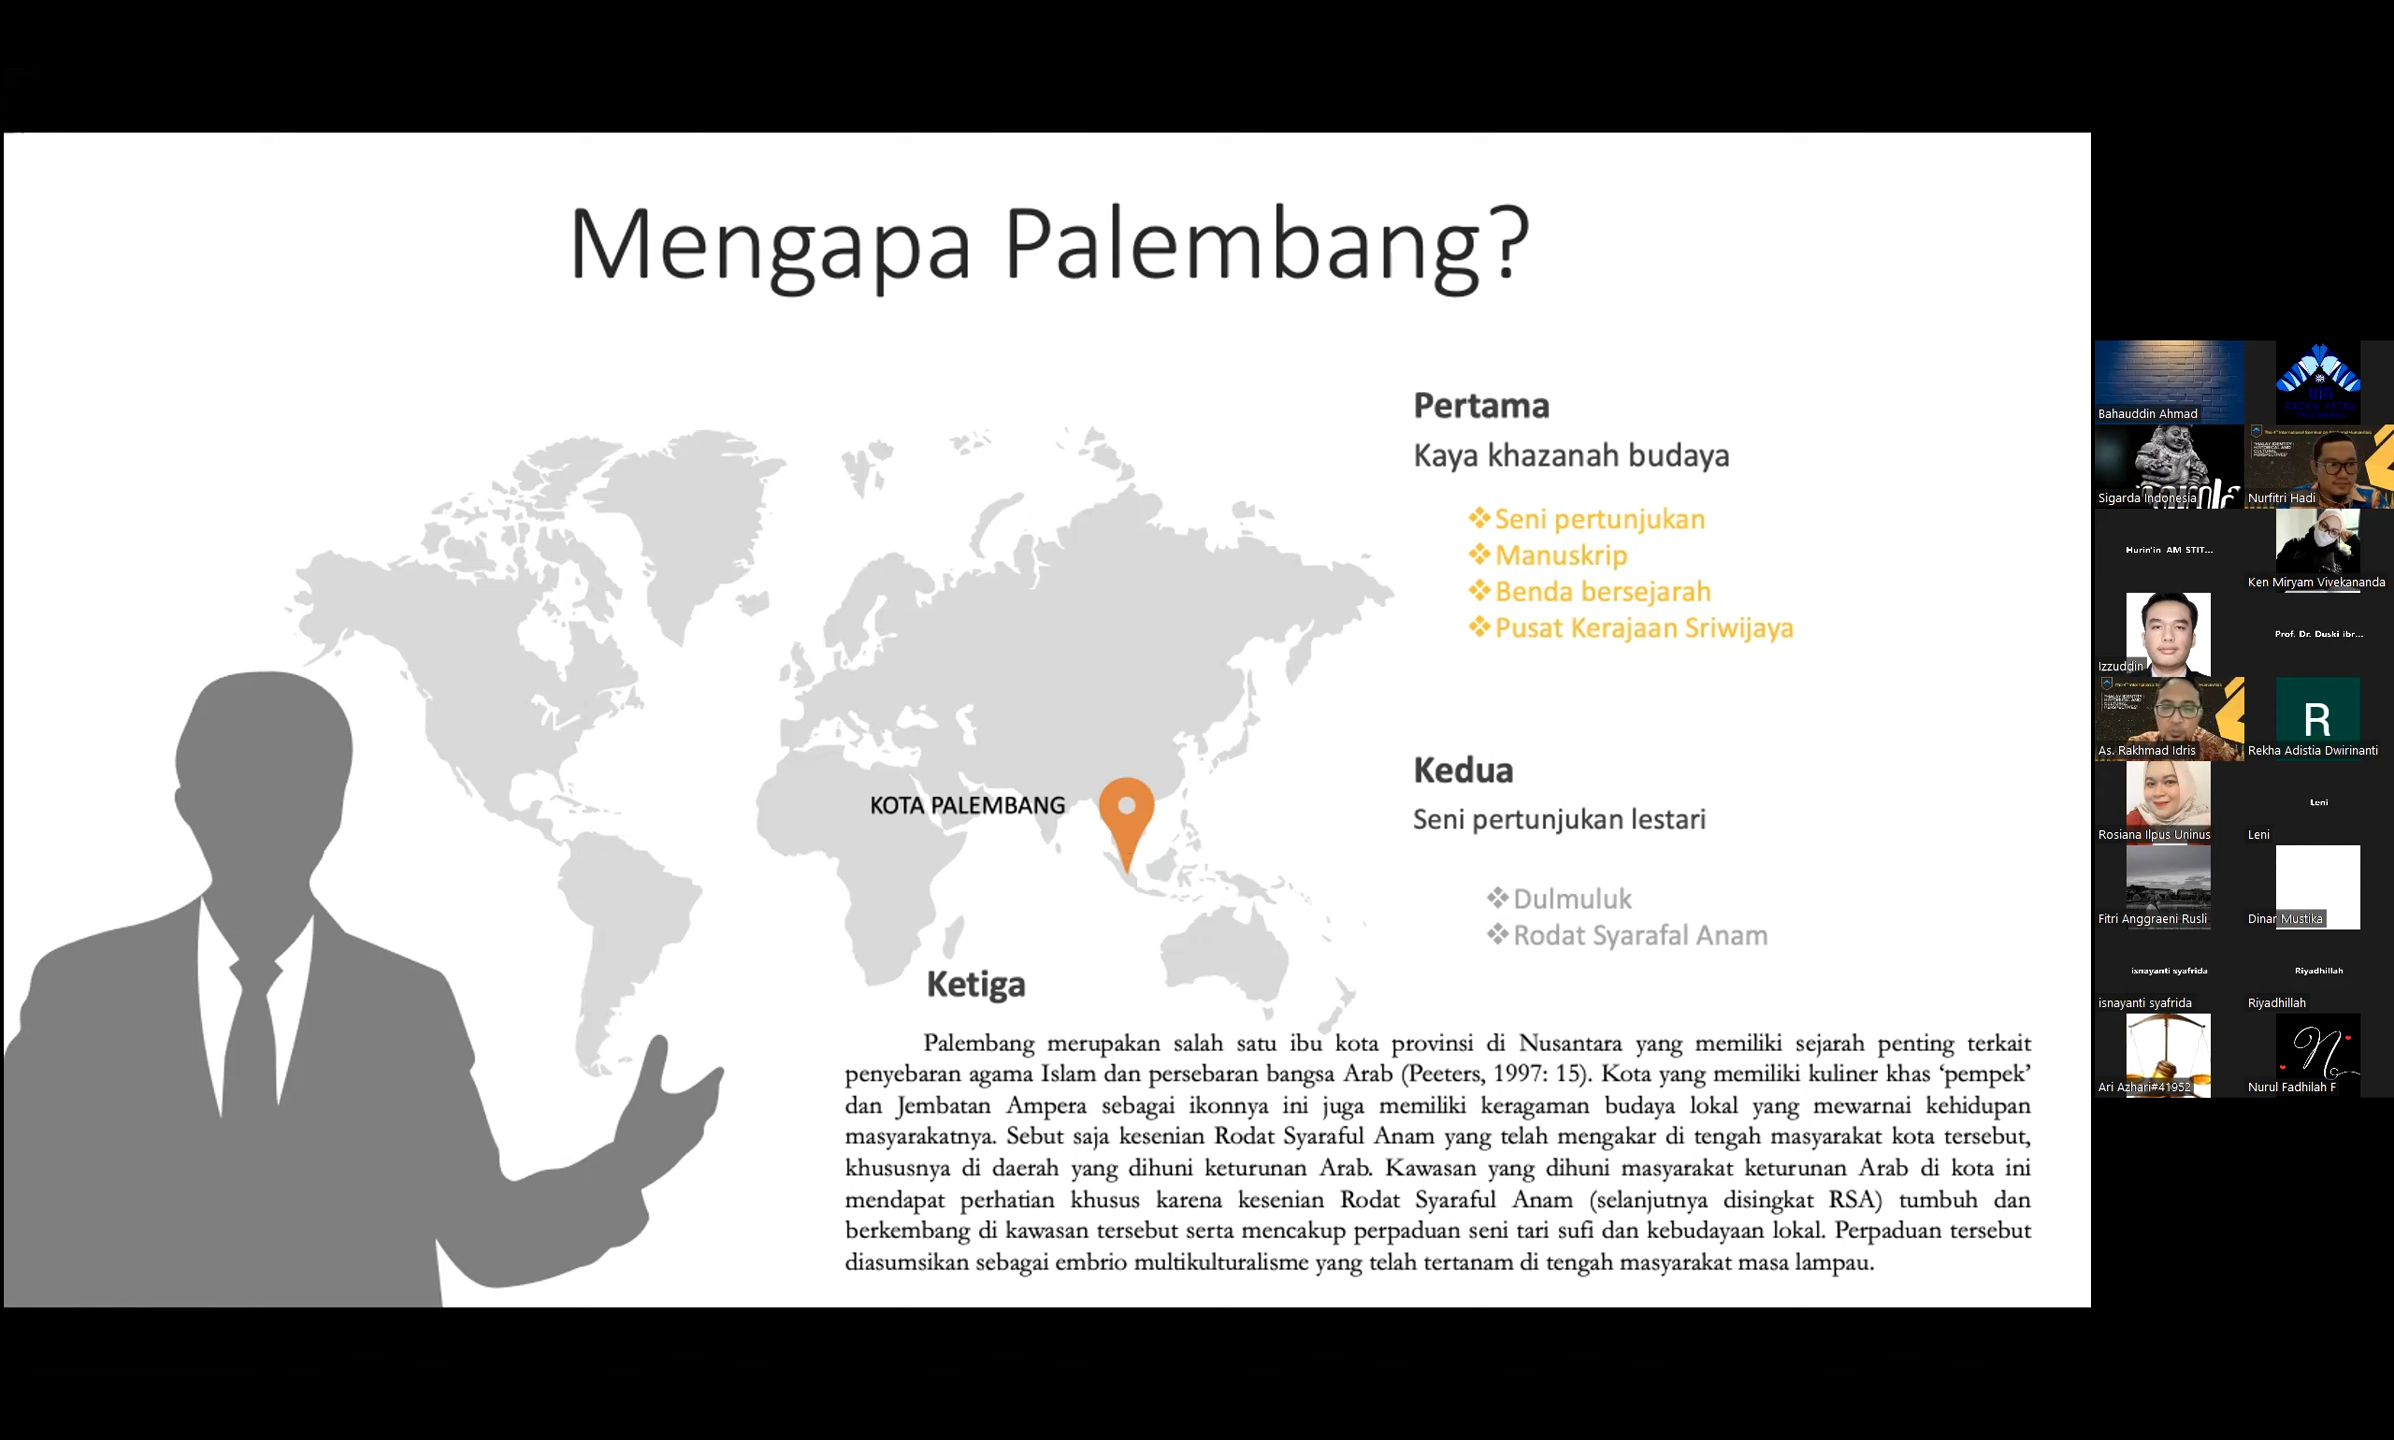 Mengapa Palembang?
Pertama
Kaya khazanah budaya
❖Seni pertunjukan
❖Manuskrip
❖Benda bersejarah
❖Pusat Kerajaan Sriwijaya
Kedua
Seni pertunjukan lestari
❖Dulmuluk
❖Rodat Syarafal Anam
KOTA PALEMBANG
Ketiga
Palembang merupakan salah satu ibu kota provinsi di Nusantara yang memiliki sejarah penting terkait
penyebaran agama Islam dan persebaran bangsa Arab (Peeters, 1997: 15). Kota yang memiliki kuliner khas ‘pempek’
dan Jembatan Ampera sebagai ikonnya ini juga memiliki keragaman budaya lokal yang mewarnai kehidupan
masyarakatnya. Sebut saja kesenian Rodat Syaraful Anam yang telah mengakar di tengah masyarakat kota tersebut,
khususnya di daerah yang dihuni keturunan Arab. Kawasan yang dihuni masyarakat keturunan Arab di kota ini
mendapat perhatian khusus karena kesenian Rodat Syaraful Anam (selanjutnya disingkat RSA) tumbuh dan
berkembang di kawasan tersebut serta mencakup perpaduan seni tari sufi dan kebudayaan lokal. Perpaduan tersebut
diasumsikan sebagai embrio multikulturalisme yang telah tertanam di tengah masyarakat masa lampau.
Bahauddin Ahmad
uin
Sigarda Indonesia
Nurfitri Hadi
Hurin'in AM STIT...
Ken Miryam Vivekananda
Izzuddin
Prof. Dr. Duski ibr...
As. Rakhmad Idris
R
Rekha Adistia Dwirinanti
Rosiana Ilpus Uninus
Leni
Leni
Fitri Anggraeni Rusli
Dinar Mustika
isnayanti syafrida
isnayanti syafrida
Riyadhillah
Riyadhillah
Ari Azhari#41952
N
Nurul Fadhilah F